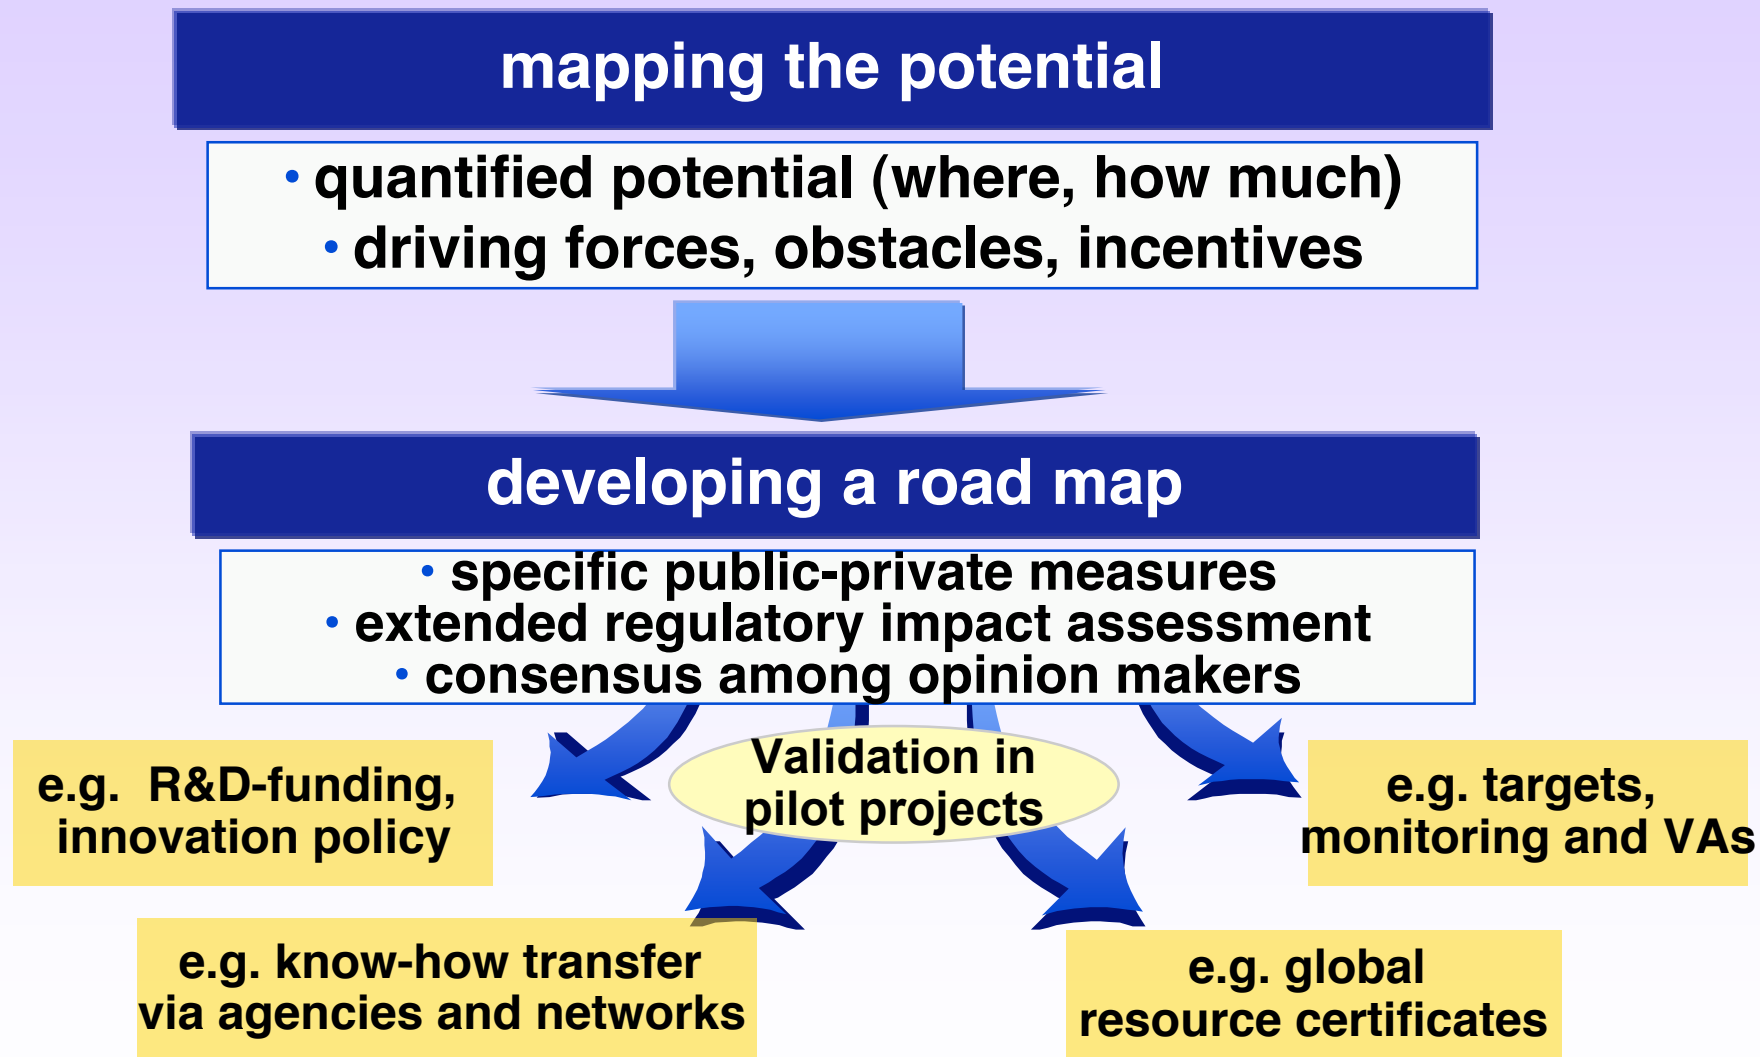 mapping the potential
• quantified potential (where, how much)
• driving forces, obstacles, incentives
developing a road map
• specific public-private measures
• extended regulatory impact assessment
• consensus among opinion makers
Validation in
pilot projects
e.g. R&D-funding,
innovation policy
e.g. targets,
monitoring and VAs
e.g. know-how transfer
via agencies and networks
e.g. global
resource certificates